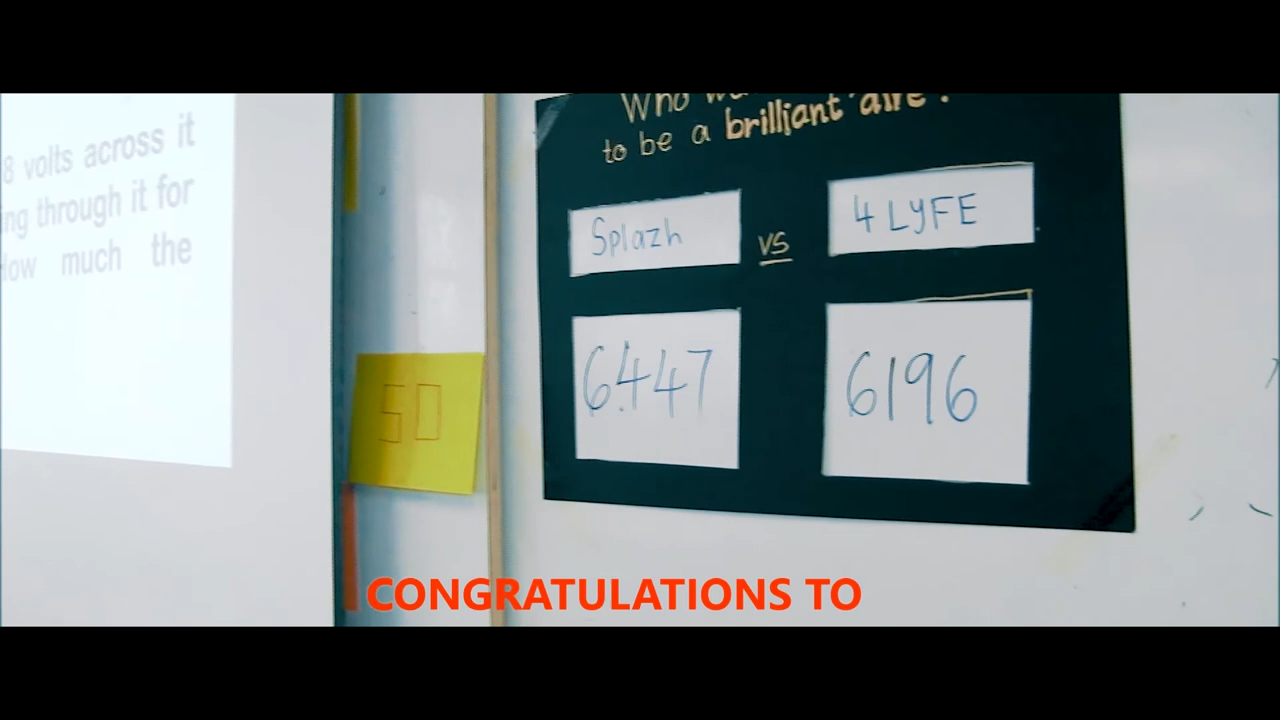 8 volts across it
ing through it for
How much the
50
Who
to be a brilliant'aire?
Splazh
vs
4 LYFE
6447
6196
CONGRATULATIONS TO